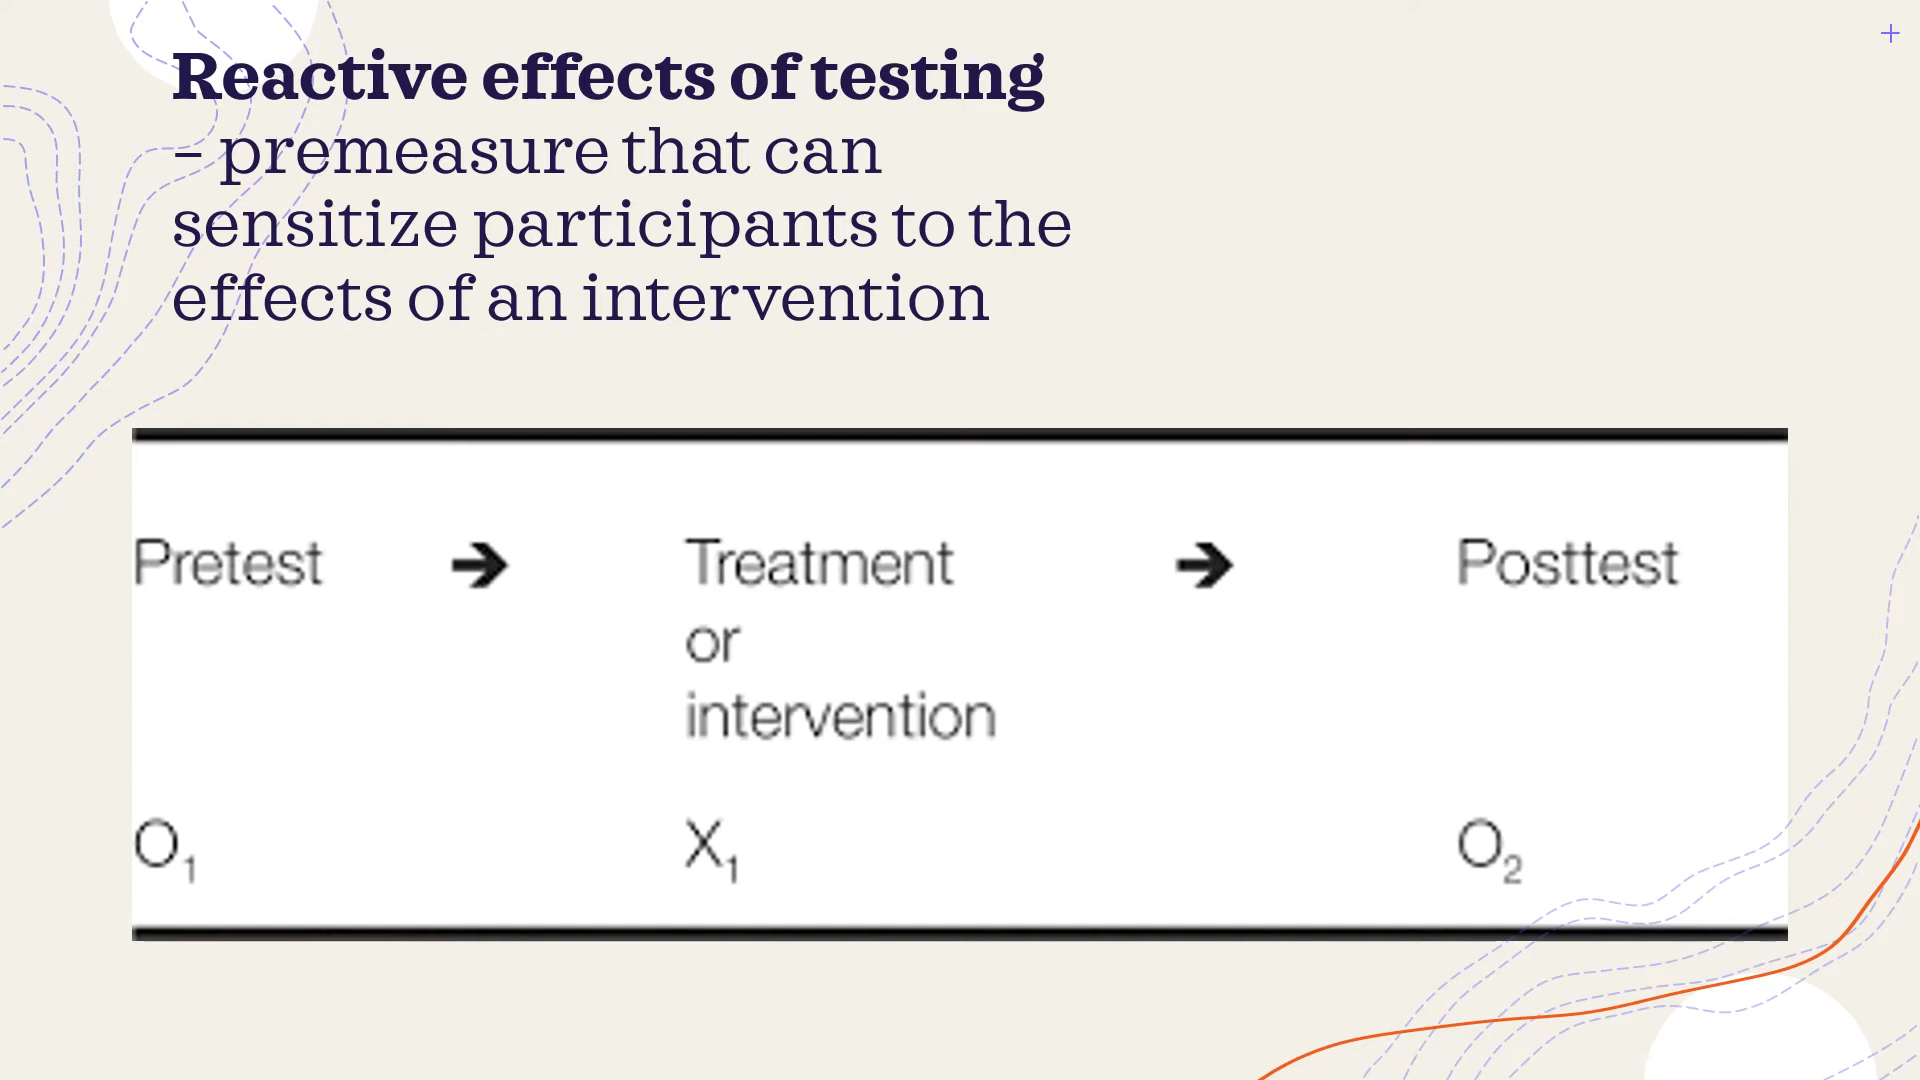 Reactive effects of testing
– premeasure that can
sensitize participants to the
effects of an intervention
Pretest ➔ Treatment ➔ Posttest
or
intervention
O₁ X₁ O₂